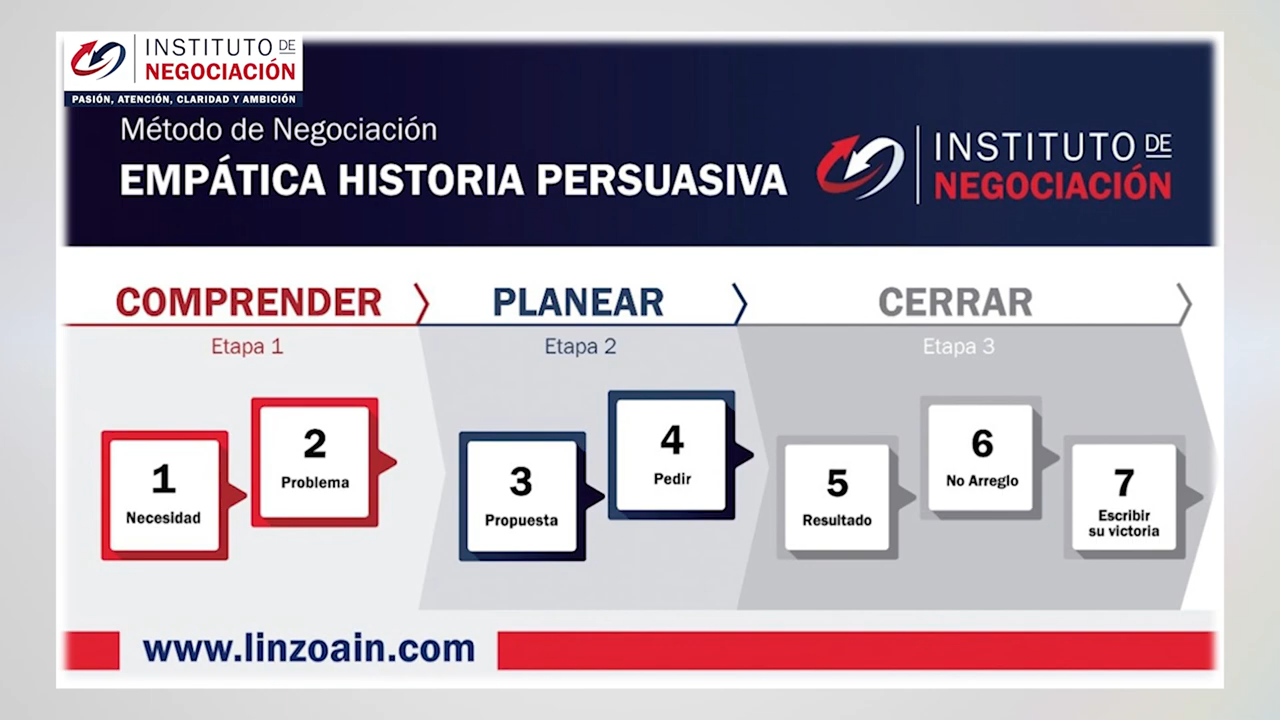 INSTITUTO DE
NEGOCIACIÓN
PASIÓN, ATENCIÓN, CLARIDAD Y AMBICIÓN
Método de Negociación
EMPÁTICA HISTORIA PERSUASIVA
INSTITUTO DE
NEGOCIACIÓN
COMPRENDER
PLANEAR
CERRAR
Etapa 1
Etapa 2
Etapa 3
1
Necesidad
2
Problema
3
Propuesta
4
Pedir
5
Resultado
6
No Arreglo
7
Escribir
su victoria
www.linzoain.com